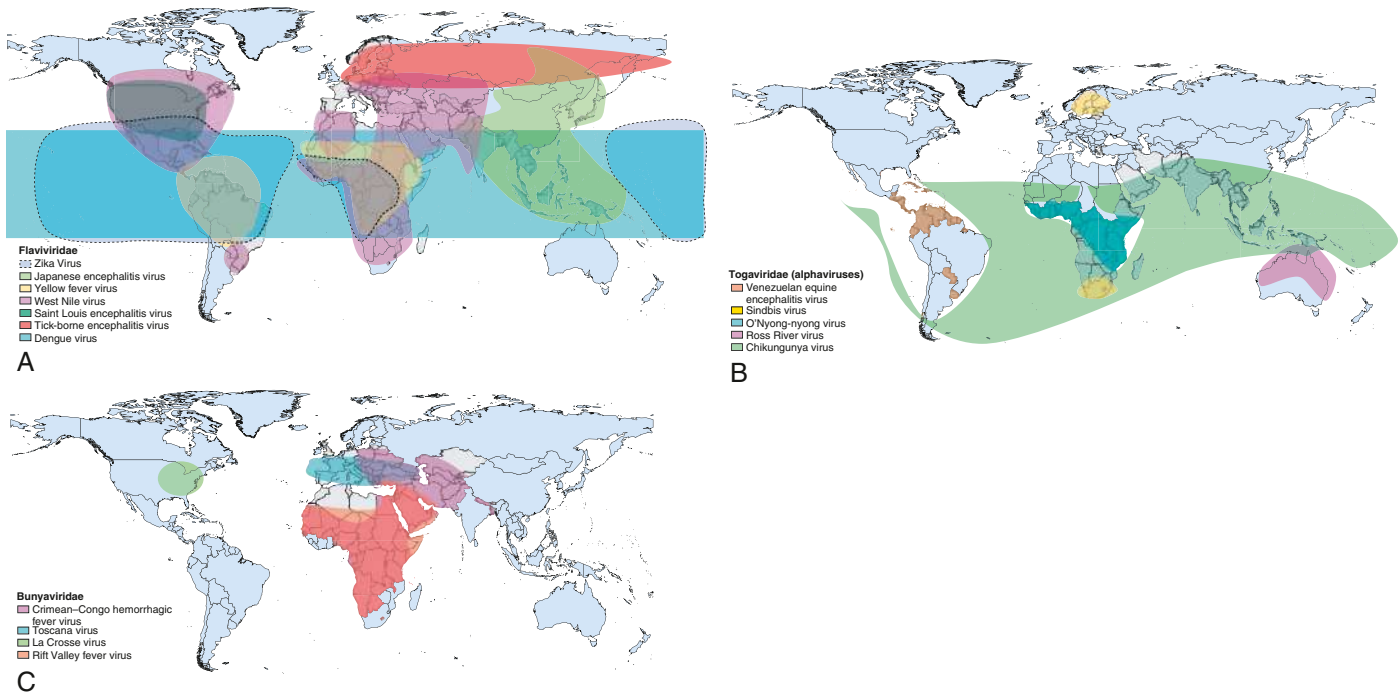 Flaviviridae
Zika Virus
Japanese encephalitis virus
Yellow fever virus
West Nile virus
Saint Louis encephalitis virus
Tick-borne encephalitis virus
Dengue virus
A
Togaviridae (alphaviruses)
Venezuelan equine
encephalitis virus
Sindbis virus
O'Nyong-nyong virus
Ross River virus
Chikungunya virus
B
Bunyaviridae
Crimean–Congo hemorrhagic
fever virus
Toscana virus
La Crosse virus
Rift Valley fever virus
C